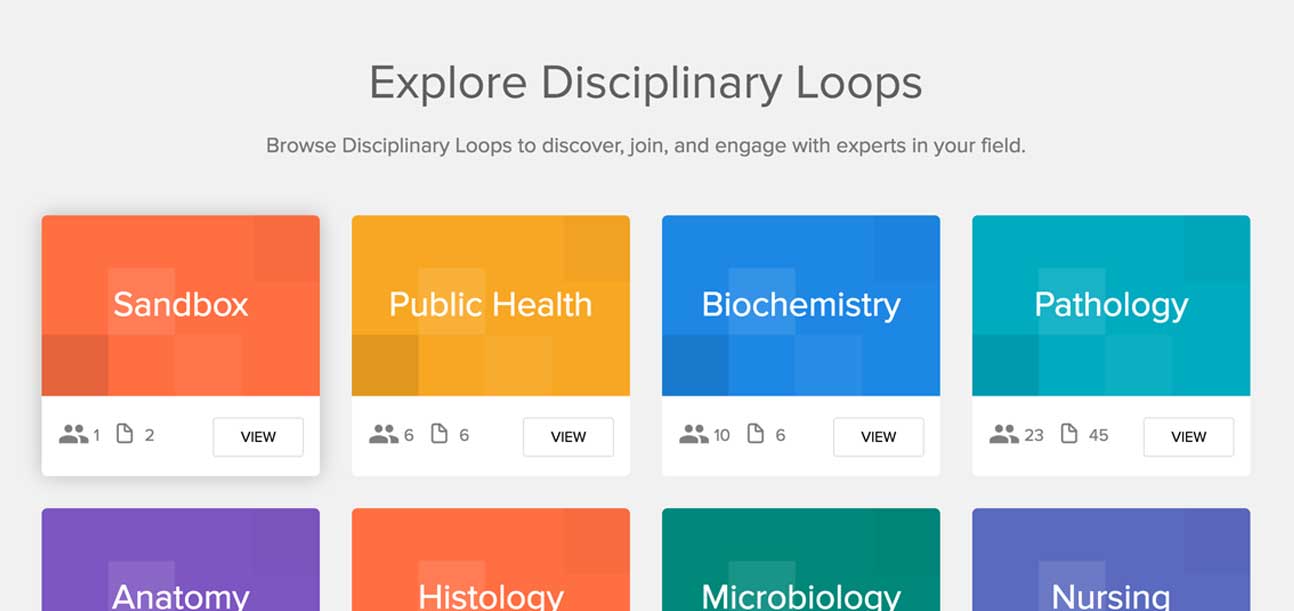 Explore Disciplinary Loops
Browse Disciplinary Loops to discover, join, and engage with experts in your field.
Sandbox
Public Health
Biochemistry
Pathology
1 2 VIEW
6 6 VIEW
10 6 VIEW
23 45 VIEW
Anatomy
Histology
Microbiology
Nursing